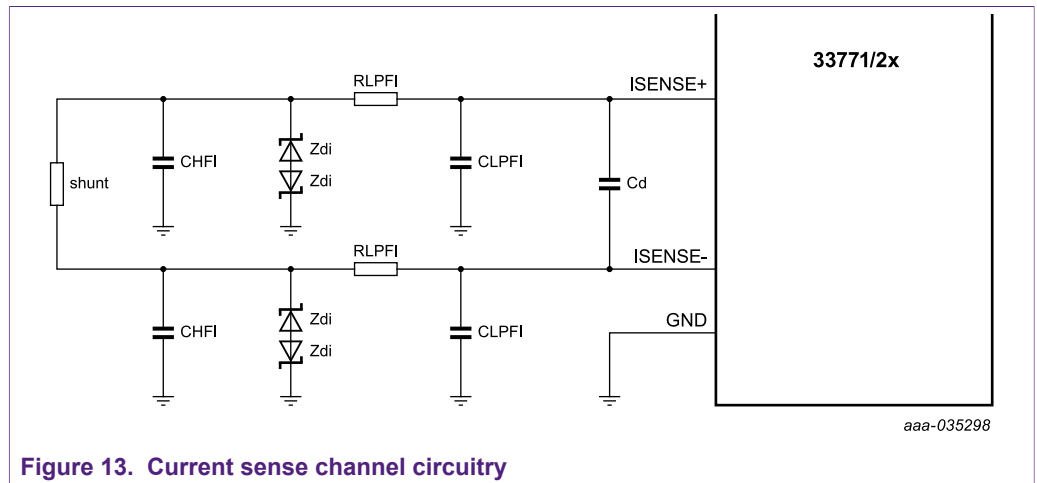 33771/2x
RLPFI
ISENSE+
CHFI
Zdi
Zdi
CLPFI
shunt
Cd
RLPFI
ISENSE-
CHFI
Zdi
Zdi
CLPFI
GND
aaa-035298
Figure 13. Current sense channel circuitry